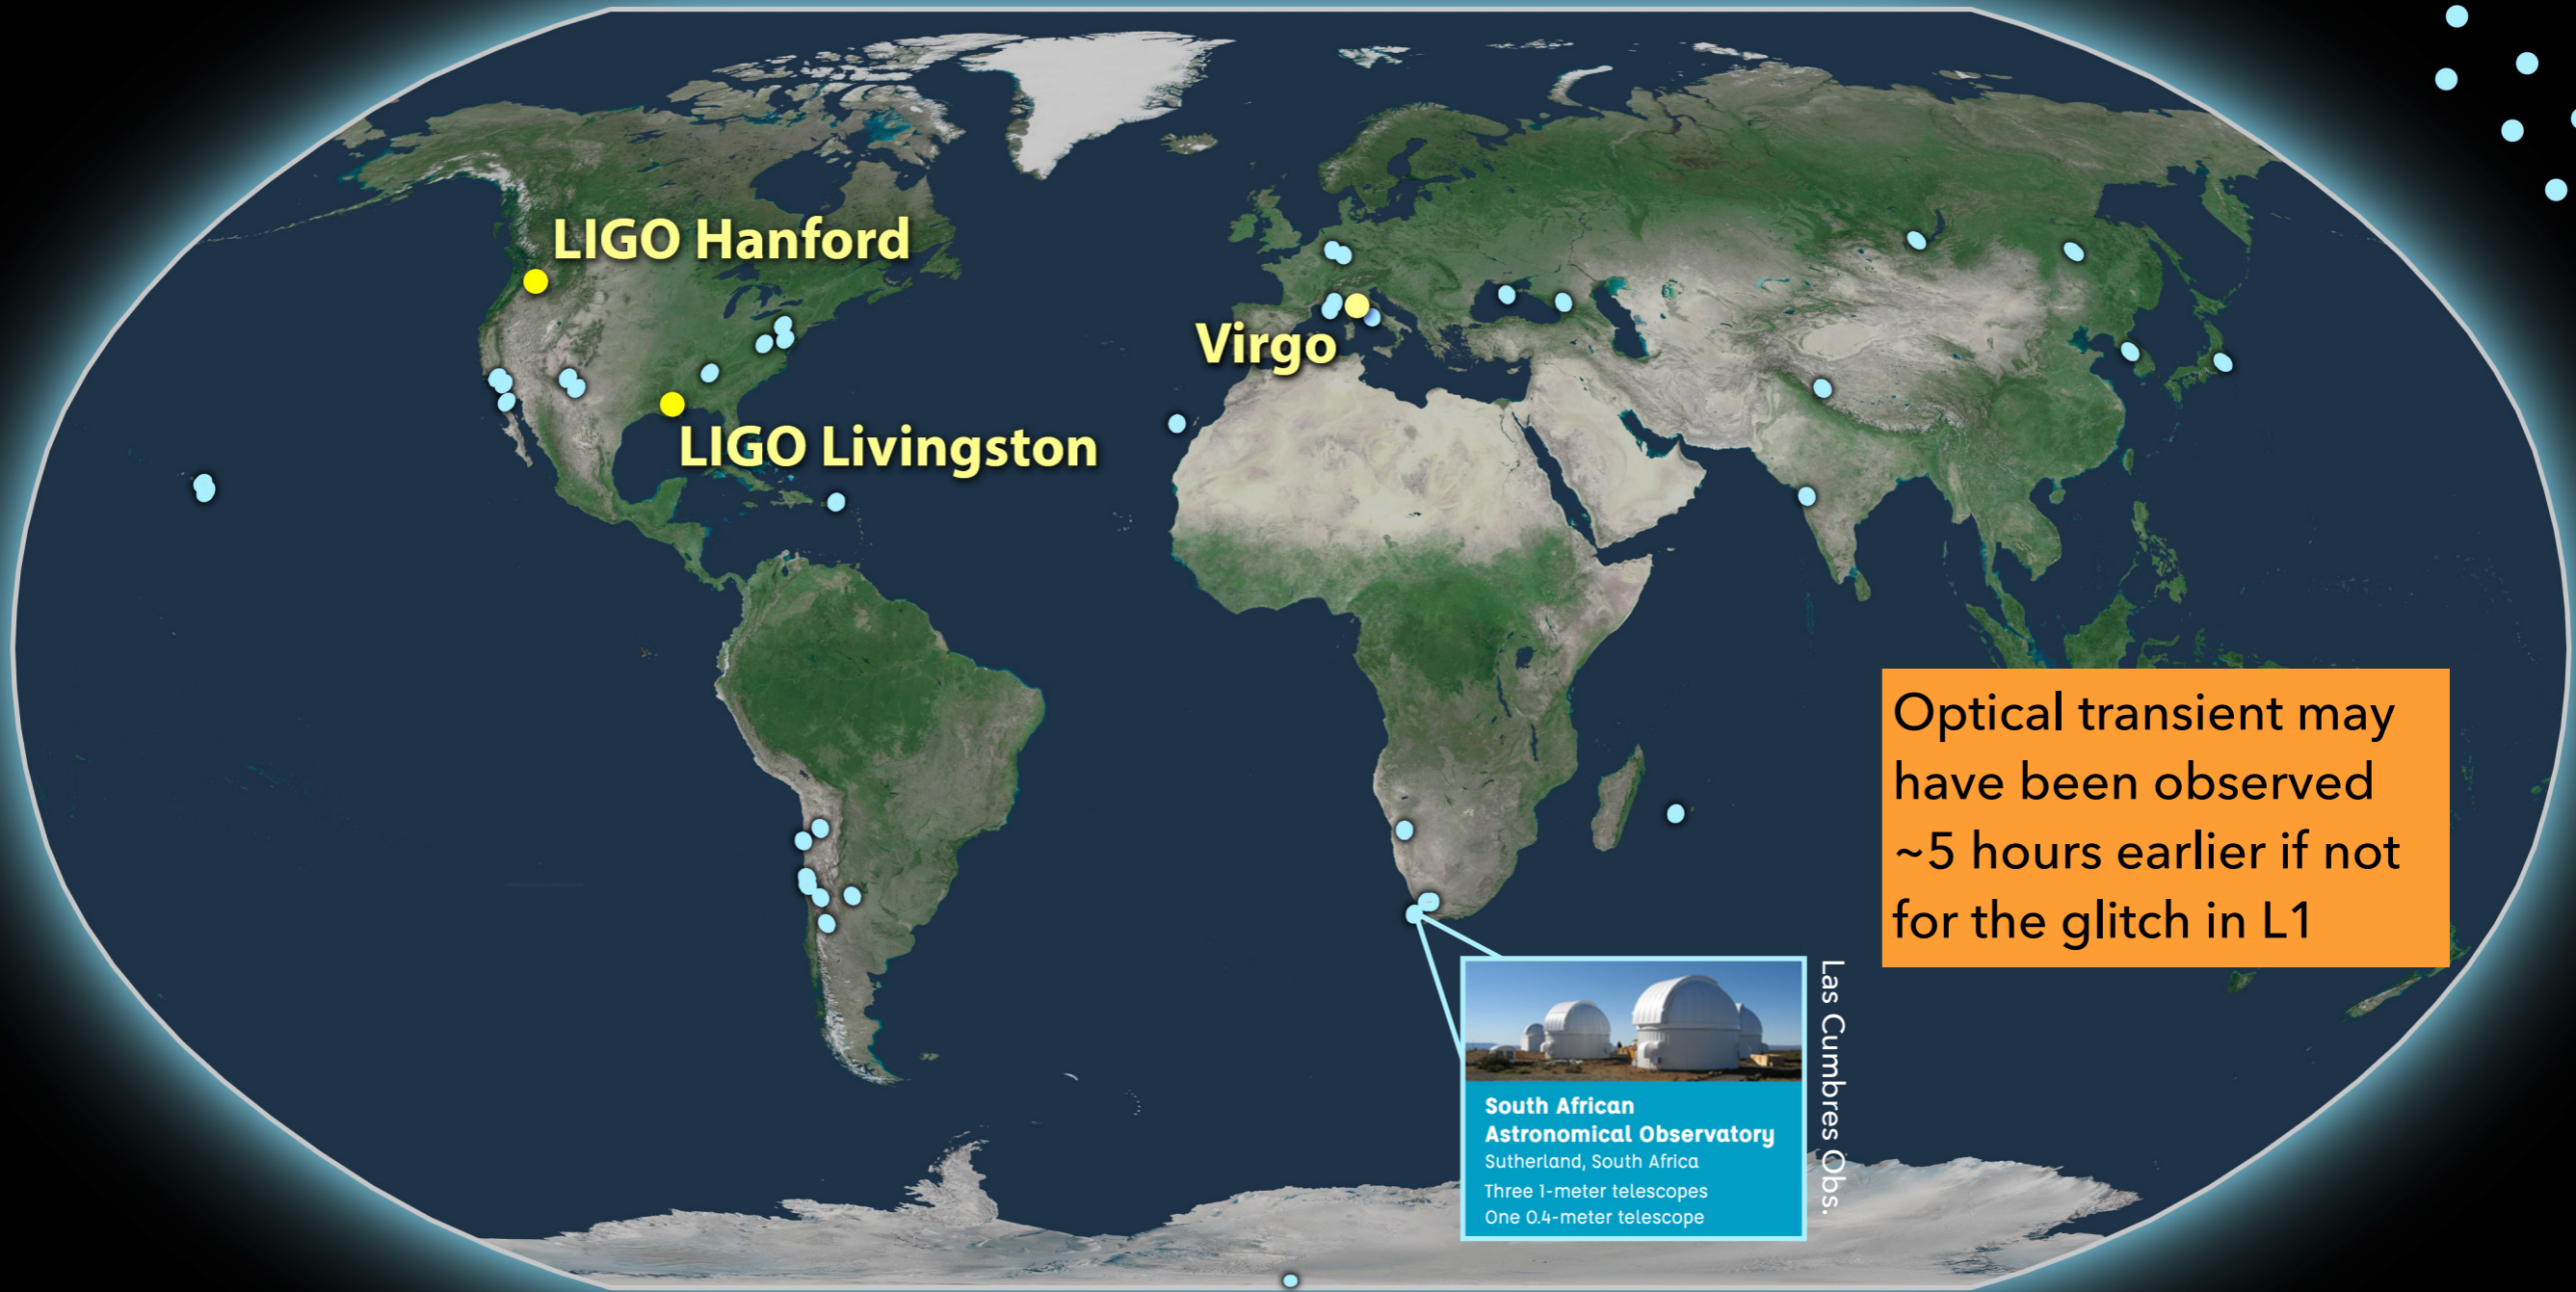 LIGO Hanford
Virgo
LIGO Livingston
Optical transient may
have been observed
~5 hours earlier if not
for the glitch in L1
South African
Astronomical Observatory
Sutherland, South Africa
Three 1-meter telescopes
One 0.4-meter telescope
Las Cumbres Obs.